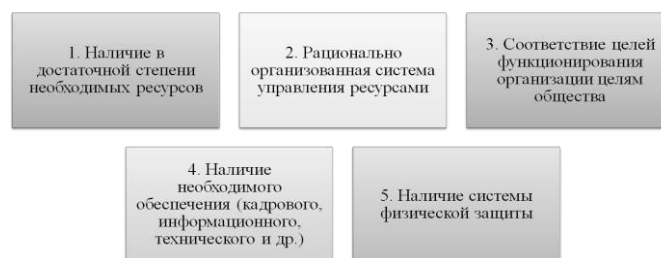 1. Наличие в
достаточной степени
необходимых ресурсов
2. Рационально
организованная система
управления ресурсами
3. Соответствие целей
функционирования
организации целям
общества
4. Наличие
необходимого
обеспечения (кадрового,
информационного,
технического и др.)
5. Наличие системы
физической защиты